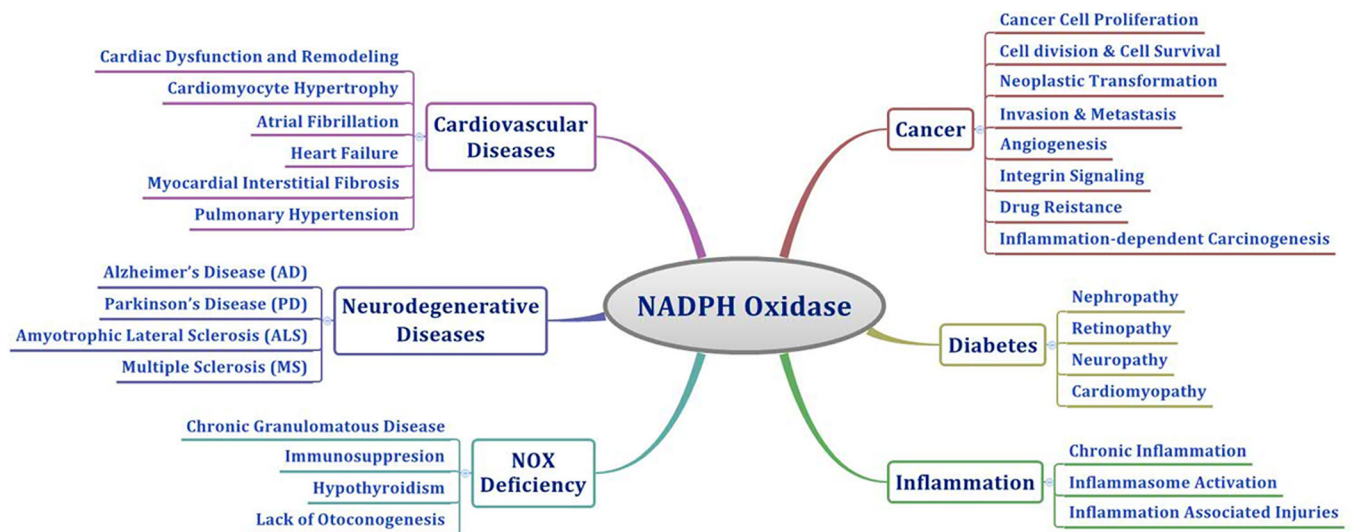 NADPH Oxidase
Cardiovascular
Diseases
Cardiac Dysfunction and Remodeling
Cardiomyocyte Hypertrophy
Atrial Fibrillation
Heart Failure
Myocardial Interstitial Fibrosis
Pulmonary Hypertension
Neurodegenerative
Diseases
Alzheimer’s Disease (AD)
Parkinson’s Disease (PD)
Amyotrophic Lateral Sclerosis (ALS)
Multiple Sclerosis (MS)
NOX
Deficiency
Chronic Granulomatous Disease
Immunosuppresion
Hypothyroidism
Lack of Otoconogenesis
Cancer
Cancer Cell Proliferation
Cell division & Cell Survival
Neoplastic Transformation
Invasion & Metastasis
Angiogenesis
Integrin Signaling
Drug Reistance
Inflammation-dependent Carcinogenesis
Diabetes
Nephropathy
Retinopathy
Neuropathy
Cardiomyopathy
Inflammation
Chronic Inflammation
Inflammasome Activation
Inflammation Associated Injuries